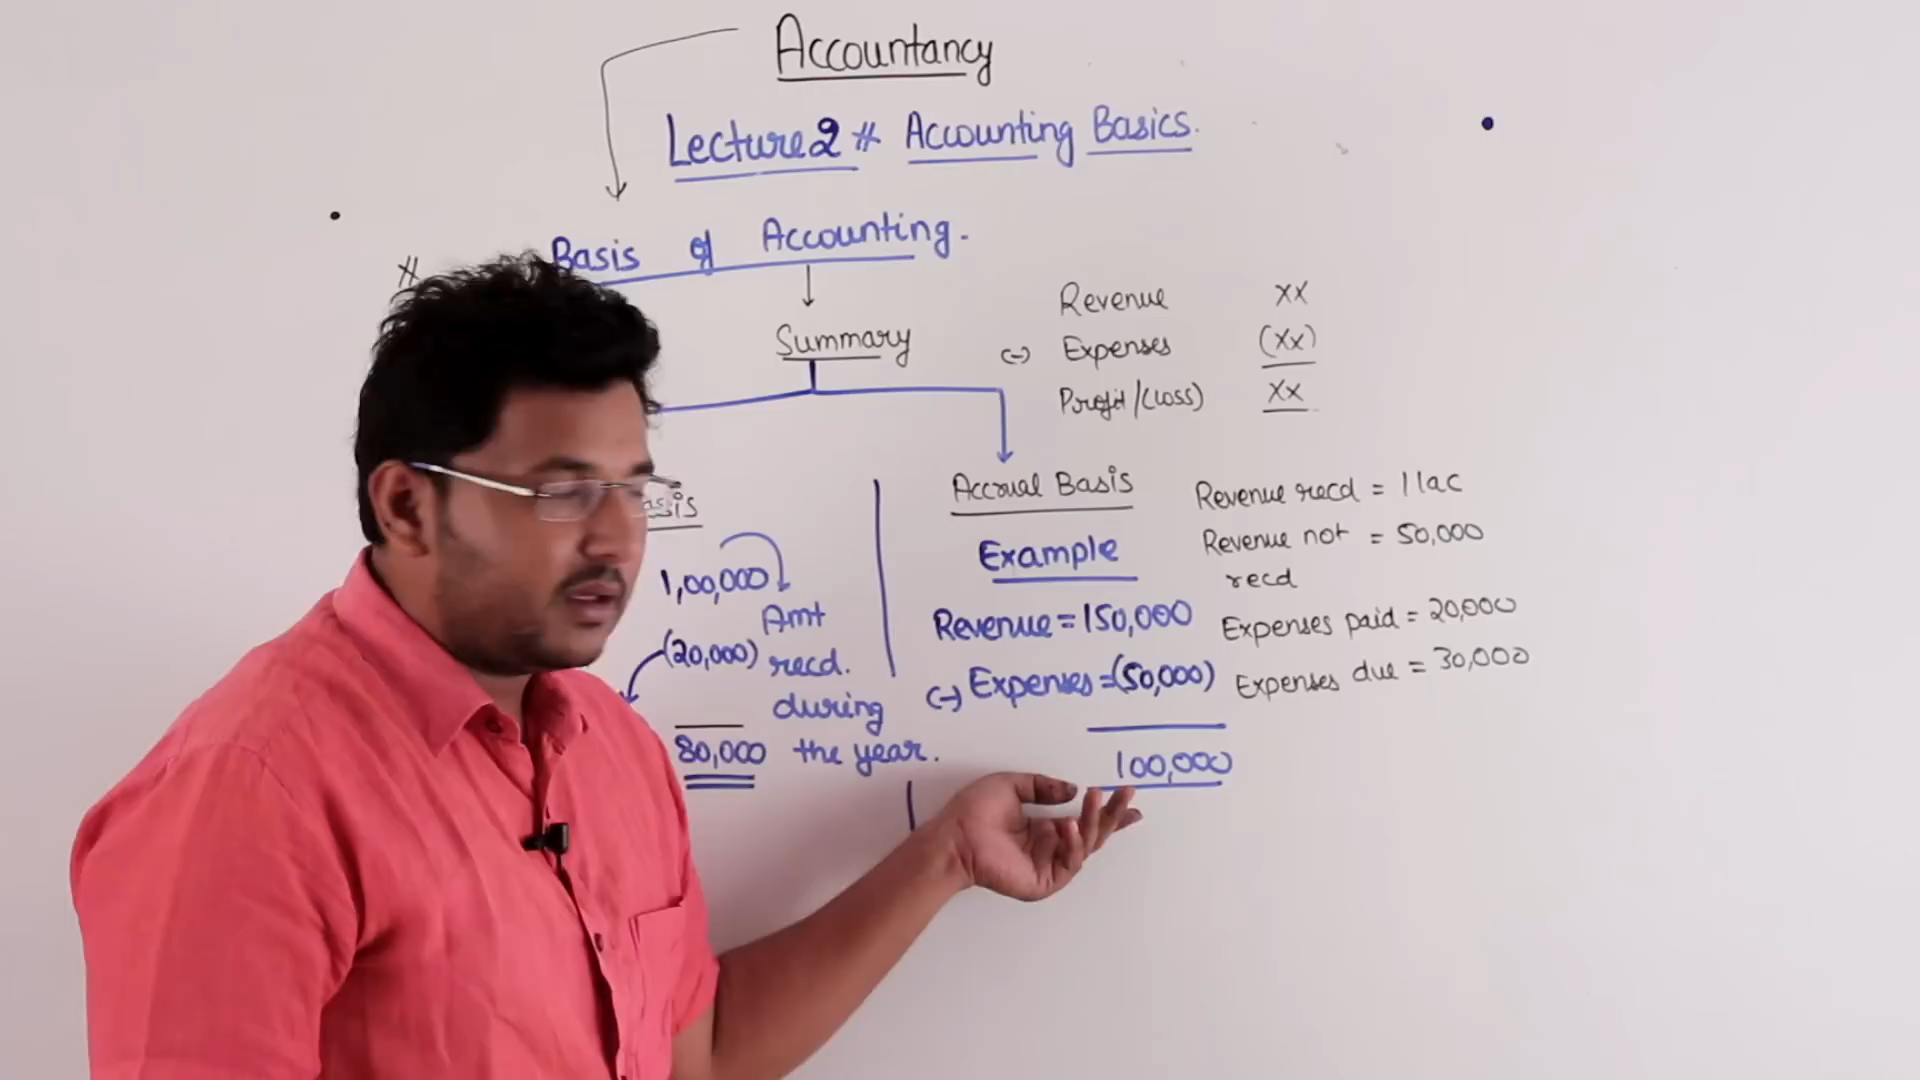 Accountancy
Lecture 2 # Accounting Basics.
# Basis of Accounting.
Summary
Revenue XX
(-) Expenses (XX)
Profit/(Loss) XX
Accrual Basis
Example
Revenue = 150,000
(-) Expenses = (50,000)
100,000
Revenue recd = 1 lac
Revenue not = 50,000
recd
Expenses paid = 20,000
Expenses due = 30,000
1,00,000
Amt
(20,000) recd.
during
80,000 the year.